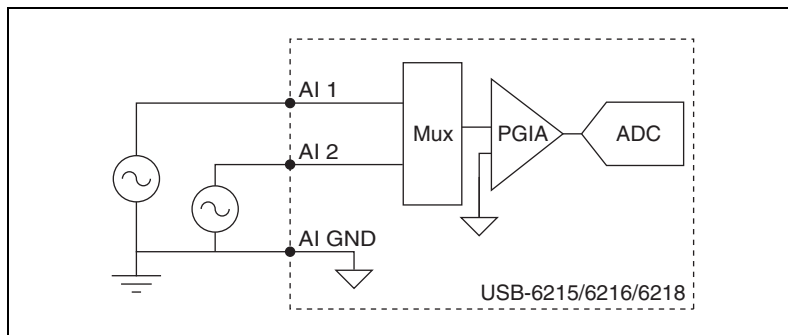 AI 1
Mux
PGIA
ADC
AI 2
AI GND
USB-6215/6216/6218